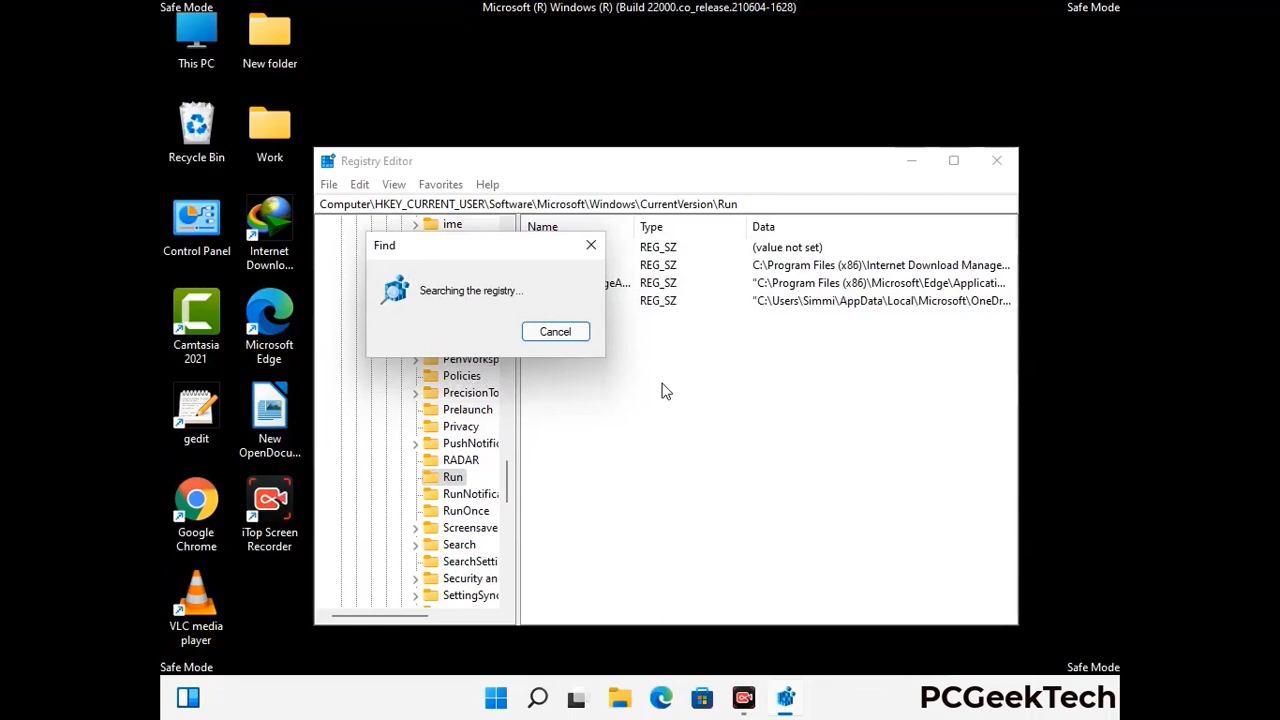 Safe Mode
Microsoft (R) Windows (R) (Build 22000.co_release.210604-1628)
Safe Mode
This PC
New folder
Recycle Bin
Work
Control Panel
Internet
Downlo...
Camtasia
2021
Microsoft
Edge
gedit
New
OpenDocu...
Google
Chrome
iTop Screen
Recorder
VLC media
player
Registry Editor
File Edit View Favorites Help
Computer\HKEY_CURRENT_USER\Software\Microsoft\Windows\CurrentVersion\Run
ime
Policies
PrecisionTo
Prelaunch
Privacy
PushNotific
RADAR
Run
RunNotifica
RunOnce
Screensave
Search
SearchSetti
Security an
SettingSync
Name Type Data
REG_SZ (value not set)
REG_SZ C:\Program Files (x86)\Internet Download Manage...
geA... REG_SZ "C:\Program Files (x86)\Microsoft\Edge\Applicati...
REG_SZ "C:\Users\Simmi\AppData\Local\Microsoft\OneDr...
Find
Searching the registry...
Cancel
Safe Mode
Safe Mode
PCGeekTech